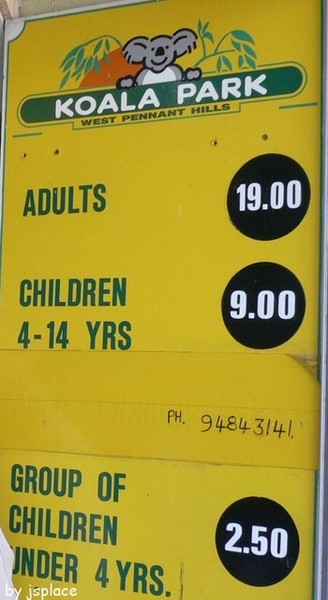 KOALA PARK
WEST PENNANT HILLS
ADULTS 19.00
CHILDREN
4-14 YRS 9.00
PH. 94843141.
GROUP OF
CHILDREN
UNDER 4 YRS. 2.50
by jsplace